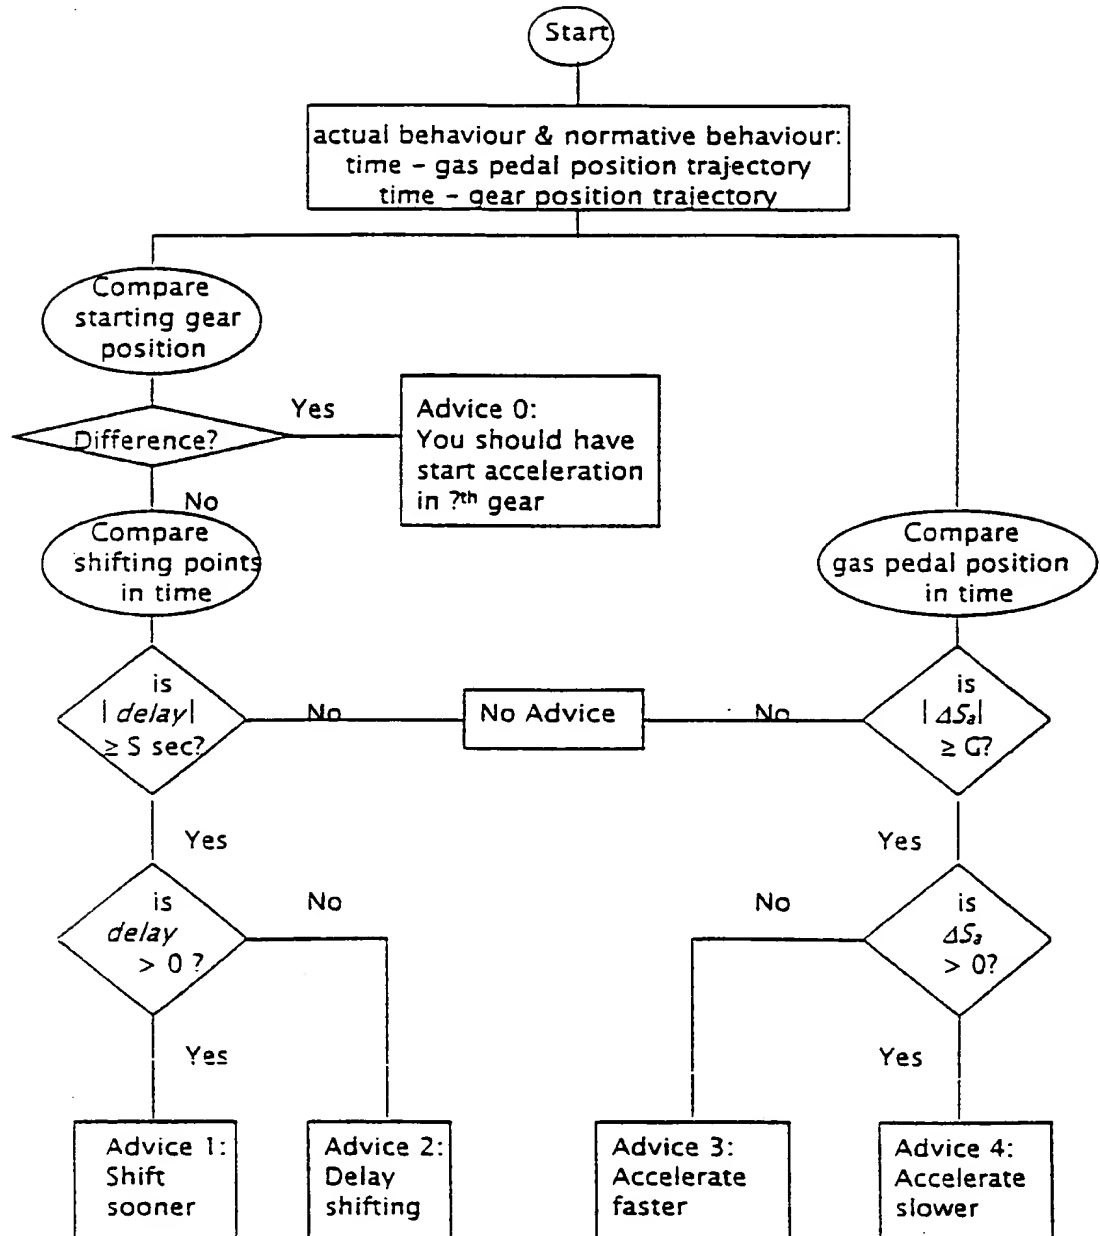 Start
actual behaviour & normative behaviour:
time – gas pedal position trajectory
time – gear position trajectory
Compare
starting gear
position
Difference?
Yes
Advice 0:
You should have
start acceleration
in ?th gear
No
Compare
shifting points
in time
Compare
gas pedal position
in time
is
|delay|
≥ S sec?
No
No Advice
No
is
|ΔSa|
≥ G?
Yes
Yes
is
delay
> 0 ?
No
No
is
ΔSa
> 0?
Yes
Yes
Advice 1:
Shift
sooner
Advice 2:
Delay
shifting
Advice 3:
Accelerate
faster
Advice 4:
Accelerate
slower